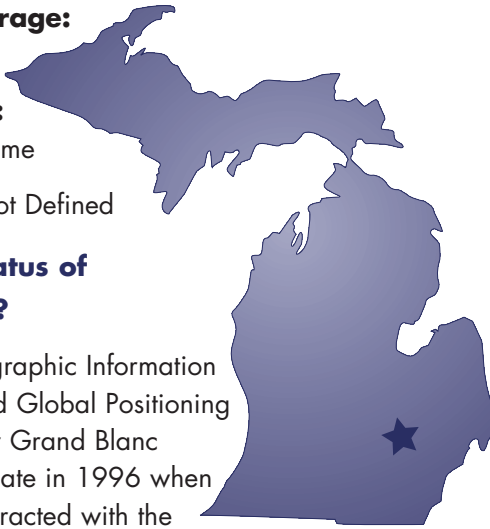 rage:
:
me
ot Defined
atus of
?
graphic Information
d Global Positioning
r Grand Blanc
ate in 1996 when
racted with the